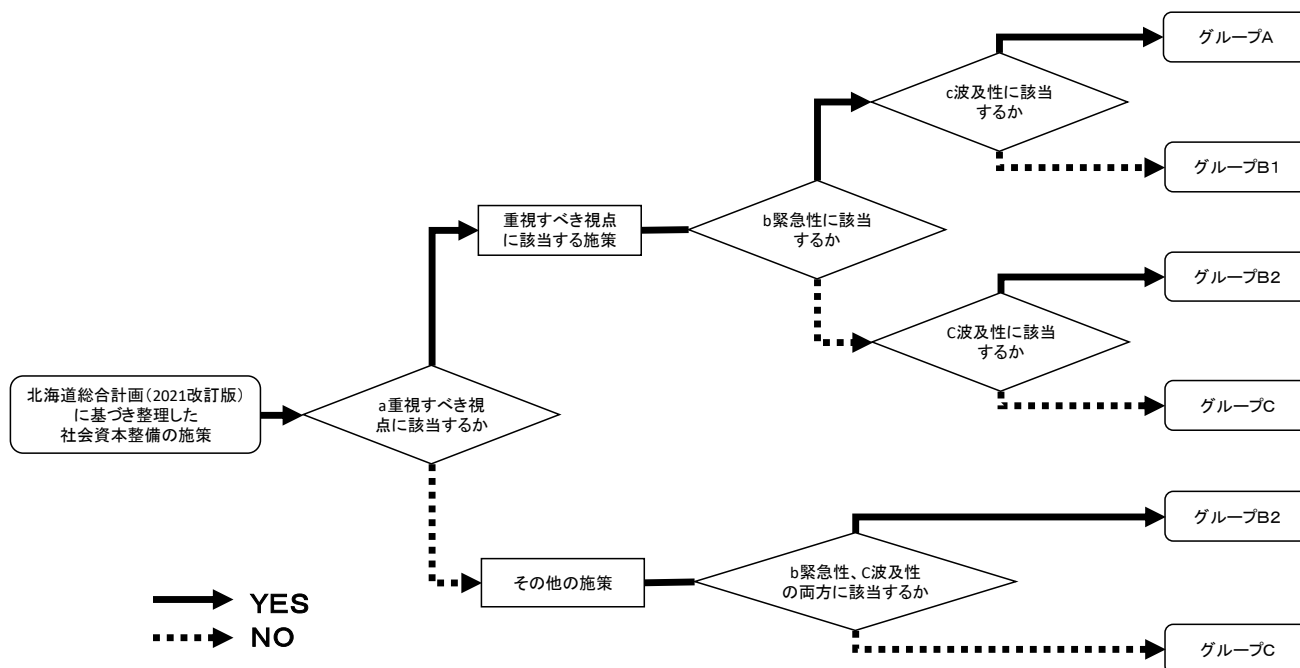 グループA
c波及性に該当
するか
グループB1
重視すべき視点
に該当する施策
b緊急性に該当
するか
グループB2
C波及性に該当
するか
グループC
北海道総合計画（2021改訂版）
に基づき整理した
社会資本整備の施策
a重視すべき視
点に該当するか
グループB2
その他の施策
b緊急性、C波及性
の両方に該当するか
グループC
YES
NO